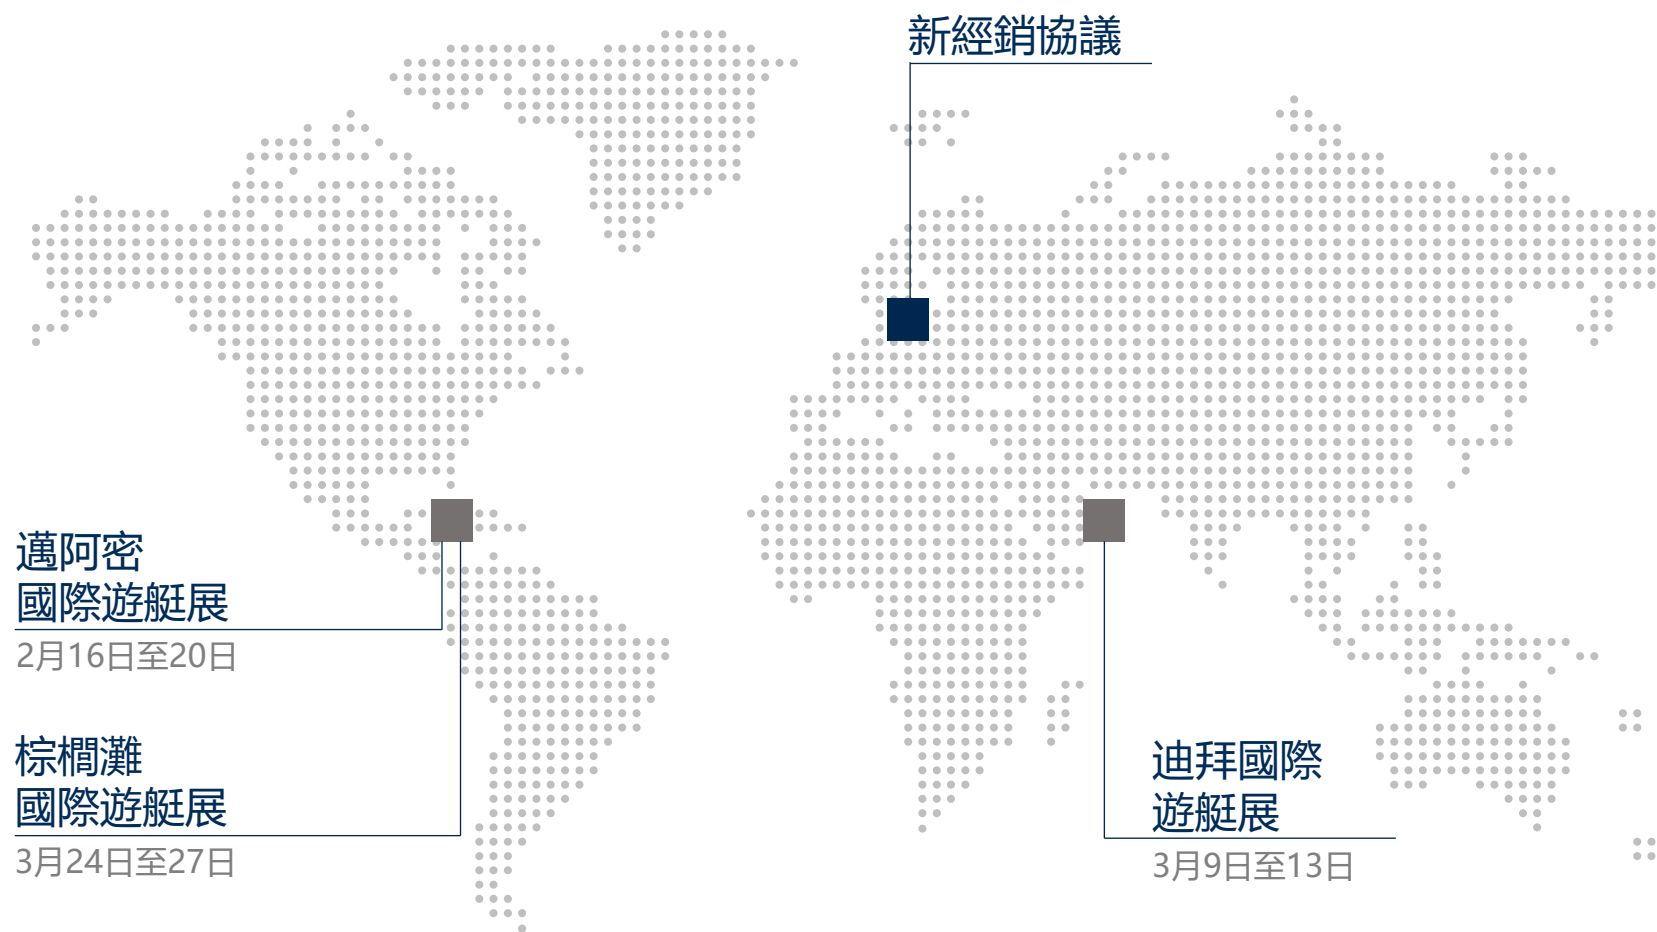 新經銷協議
邁阿密
國際遊艇展
2月16日至20日
棕櫚灘
國際遊艇展
3月24日至27日
迪拜國際
遊艇展
3月9日至13日